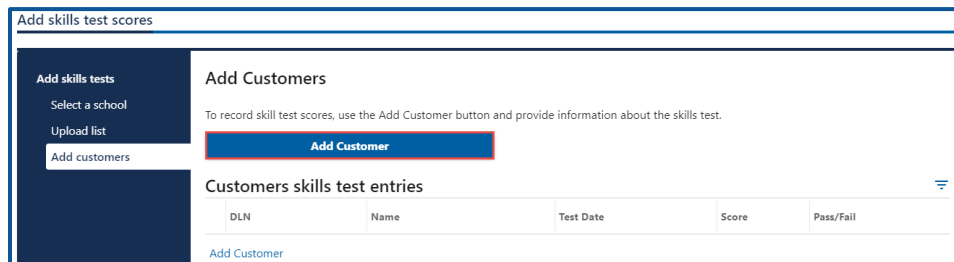 Add skills test scores
Add skills tests
Select a school
Upload list
Add customers
Add Customers
To record skill test scores, use the Add Customer button and provide information about the skills test.
Add Customer
Customers skills test entries
DLN Name Test Date Score Pass/Fail
Add Customer